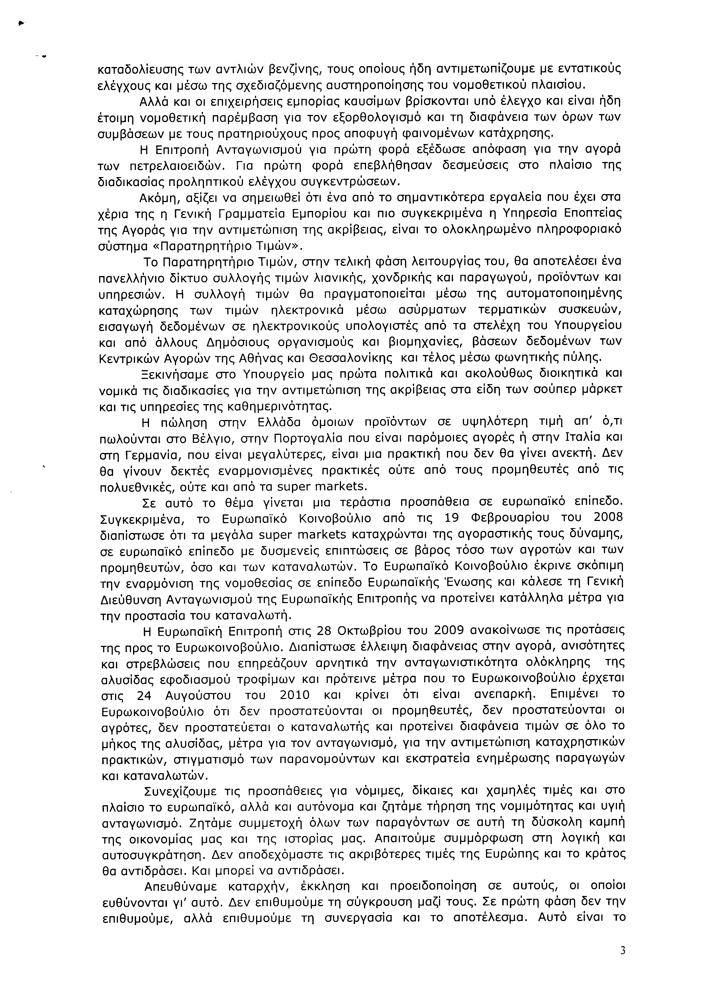 καταδολίευσης των αντλιών βενζίνης, τους οποίους ήδη αντιμετωπίζουμε με εντατικούς
ελέγχους και μέσω της σχεδιαζόμενης αυστηροποίησης του νομοθετικού πλαισίου.
Αλλά και οι επιχειρήσεις εμπορίας καυσίμων βρίσκονται υπό έλεγχο και είναι ήδη
έτοιμη νομοθετική παρέμβαση για τον εξορθολογισμό και τη διαφάνεια των όρων των
συμβάσεων με τους πρατηριούχους προς αποφυγή φαινομένων κατάχρησης.
Η Επιτροπή Ανταγωνισμού για πρώτη φορά εξέδωσε απόφαση για την αγορά
των πετρελαιοειδών. Για πρώτη φορά επεβλήθησαν δεσμεύσεις στο πλαίσιο της
διαδικασίας προληπτικού ελέγχου συγκεντρώσεων.
Ακόμη, αξίζει να σημειωθεί ότι ένα από το σημαντικότερα εργαλεία που έχει στα
χέρια της η Γενική Γραμματεία Εμπορίου και πιο συγκεκριμένα η Υπηρεσία Εποπτείας
της Αγοράς για την αντιμετώπιση της ακρίβειας, είναι το ολοκληρωμένο πληροφοριακό
σύστημα «Παρατηρητήριο Τιμών».
Το Παρατηρητήριο Τιμών, στην τελική φάση λειτουργίας του, θα αποτελέσει ένα
πανελλήνιο δίκτυο συλλογής τιμών λιανικής, χονδρικής και παραγωγού, προϊόντων και
υπηρεσιών. Η συλλογή τιμών θα πραγματοποιείται μέσω της αυτοματοποιημένης
καταχώρησης των τιμών ηλεκτρονικά μέσω ασύρματων τερματικών συσκευών,
εισαγωγή δεδομένων σε ηλεκτρονικούς υπολογιστές από τα στελέχη του Υπουργείου
και από άλλους Δημόσιους οργανισμούς και βιομηχανίες, βάσεων δεδομένων των
Κεντρικών Αγορών της Αθήνας και Θεσσαλονίκης και τέλος μέσω φωνητικής πύλης.
Ξεκινήσαμε στο Υπουργείο μας πρώτα πολιτικά και ακολούθως διοικητικά και
νομικά τις διαδικασίες για την αντιμετώπιση της ακρίβειας στα είδη των σούπερ μάρκετ
και τις υπηρεσίες της καθημερινότητας.
Η πώληση στην Ελλάδα όμοιων προϊόντων σε υψηλότερη τιμή απ' ό,τι
πωλούνται στο Βέλγιο, στην Πορτογαλία που είναι παρόμοιες αγορές ή στην Ιταλία και
στη Γερμανία, που είναι μεγαλύτερες, είναι μια πρακτική που δεν θα γίνει ανεκτή. Δεν
θα γίνουν δεκτές εναρμονισμένες πρακτικές ούτε από τους προμηθευτές από τις
πολυεθνικές, ούτε και από τα super markets.
Σε αυτό το θέμα γίνεται μια τεράστια προσπάθεια σε ευρωπαϊκό επίπεδο.
Συγκεκριμένα, το Ευρωπαϊκό Κοινοβούλιο από τις 19 Φεβρουαρίου του 2008
διαπίστωσε ότι τα μεγάλα super markets καταχρώνται της αγοραστικής τους δύναμης,
σε ευρωπαϊκό επίπεδο με δυσμενείς επιπτώσεις σε βάρος τόσο των αγροτών και των
προμηθευτών, όσο και των καταναλωτών. Το Ευρωπαϊκό Κοινοβούλιο έκρινε σκόπιμη
την εναρμόνιση της νομοθεσίας σε επίπεδο Ευρωπαϊκής Ένωσης και κάλεσε τη Γενική
Διεύθυνση Ανταγωνισμού της Ευρωπαϊκής Επιτροπής να προτείνει κατάλληλα μέτρα για
την προστασία του καταναλωτή.
Η Ευρωπαϊκή Επιτροπή στις 28 Οκτωβρίου του 2009 ανακοίνωσε τις προτάσεις
της προς το Ευρωκοινοβούλιο. Διαπίστωσε έλλειψη διαφάνειας στην αγορά, ανισότητες
και στρεβλώσεις που επηρεάζουν αρνητικά την ανταγωνιστικότητα ολόκληρης της
αλυσίδας εφοδιασμού τροφίμων και πρότεινε μέτρα που το Ευρωκοινοβούλιο έρχεται
στις 24 Αυγούστου του 2010 και κρίνει ότι είναι ανεπαρκή. Επιμένει το
Ευρωκοινοβούλιο ότι δεν προστατεύονται οι προμηθευτές, δεν προστατεύονται οι
αγρότες, δεν προστατεύεται ο καταναλωτής και προτείνει διαφάνεια τιμών σε όλο το
μήκος της αλυσίδας, μέτρα για τον ανταγωνισμό, για την αντιμετώπιση καταχρηστικών
πρακτικών, στιγματισμό των παρανομούντων και εκστρατεία ενημέρωσης παραγωγών
και καταναλωτών.
Συνεχίζουμε τις προσπάθειες για νόμιμες, δίκαιες και χαμηλές τιμές και στο
πλαίσιο το ευρωπαϊκό, αλλά και αυτόνομα και ζητάμε τήρηση της νομιμότητας και υγιή
ανταγωνισμό. Ζητάμε συμμετοχή όλων των παραγόντων σε αυτή τη δύσκολη καμπή
της οικονομίας μας και της ιστορίας μας. Απαιτούμε συμμόρφωση στη λογική και
αυτοσυγκράτηση. Δεν αποδεχόμαστε τις ακριβότερες τιμές της Ευρώπης και το κράτος
θα αντιδράσει. Και μπορεί να αντιδράσει.
Απευθύναμε καταρχήν, έκκληση και προειδοποίηση σε αυτούς, οι οποίοι
ευθύνονται γι' αυτό. Δεν επιθυμούμε τη σύγκρουση μαζί τους. Σε πρώτη φάση δεν την
επιθυμούμε, αλλά επιθυμούμε τη συνεργασία και το αποτέλεσμα. Αυτό είναι το
3